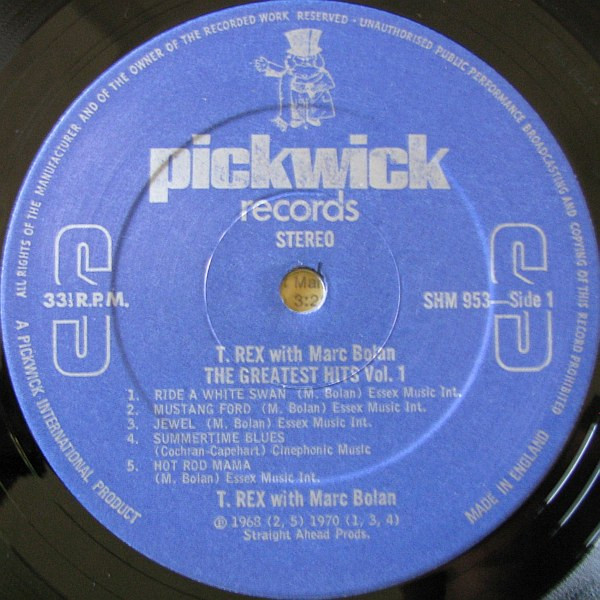 ALL RIGHTS OF THE MANUFACTURER AND OF THE OWNER OF THE RECORDED WORK RESERVED - UNAUTHORISED PUBLIC PERFORMANCE BROADCASTING AND COPYING OF THIS RECORD PROHIBITED
pickwick
records
STEREO
33⅓ R.P.M.
SHM 953—Side 1
Mar
3:2
T. REX with Marc Bolan
THE GREATEST HITS Vol. 1
1. RIDE A WHITE SWAN (M. Bolan) Essex Music Int.
2. MUSTANG FORD (M. Bolan) Essex Music Int.
3. JEWEL (M. Bolan) Essex Music Int.
4. SUMMERTIME BLUES
(Cochran-Capehart) Cinephonic Music
5. HOT ROD MAMA
(M. Bolan) Essex Music Int.
T. REX with Marc Bolan
℗ 1968 (2, 5) 1970 (1, 3, 4)
Straight Ahead Prods.
A PICKWICK INTERNATIONAL PRODUCT
MADE IN ENGLAND